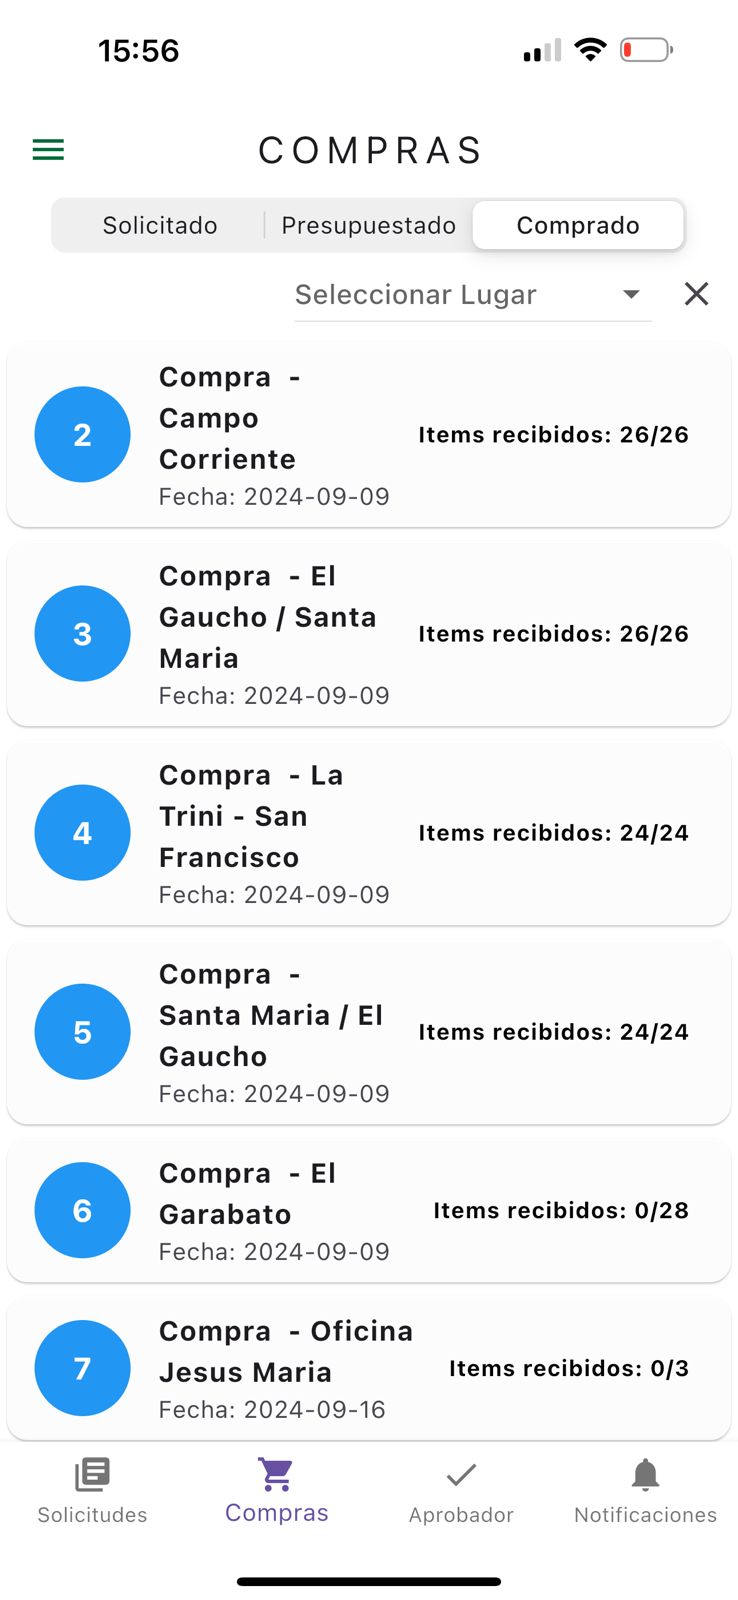 15:56
COMPRAS
Solicitado
Presupuestado
Comprado
Seleccionar Lugar
2
Compra  -
Campo
Corriente
Fecha: 2024-09-09
Items recibidos: 26/26
3
Compra  - El
Gaucho / Santa
Maria
Fecha: 2024-09-09
Items recibidos: 26/26
4
Compra  - La
Trini - San
Francisco
Fecha: 2024-09-09
Items recibidos: 24/24
5
Compra  -
Santa Maria / El
Gaucho
Fecha: 2024-09-09
Items recibidos: 24/24
6
Compra  - El
Garabato
Fecha: 2024-09-09
Items recibidos: 0/28
7
Compra  - Oficina
Jesus Maria
Fecha: 2024-09-16
Items recibidos: 0/3
Solicitudes
Compras
Aprobador
Notificaciones